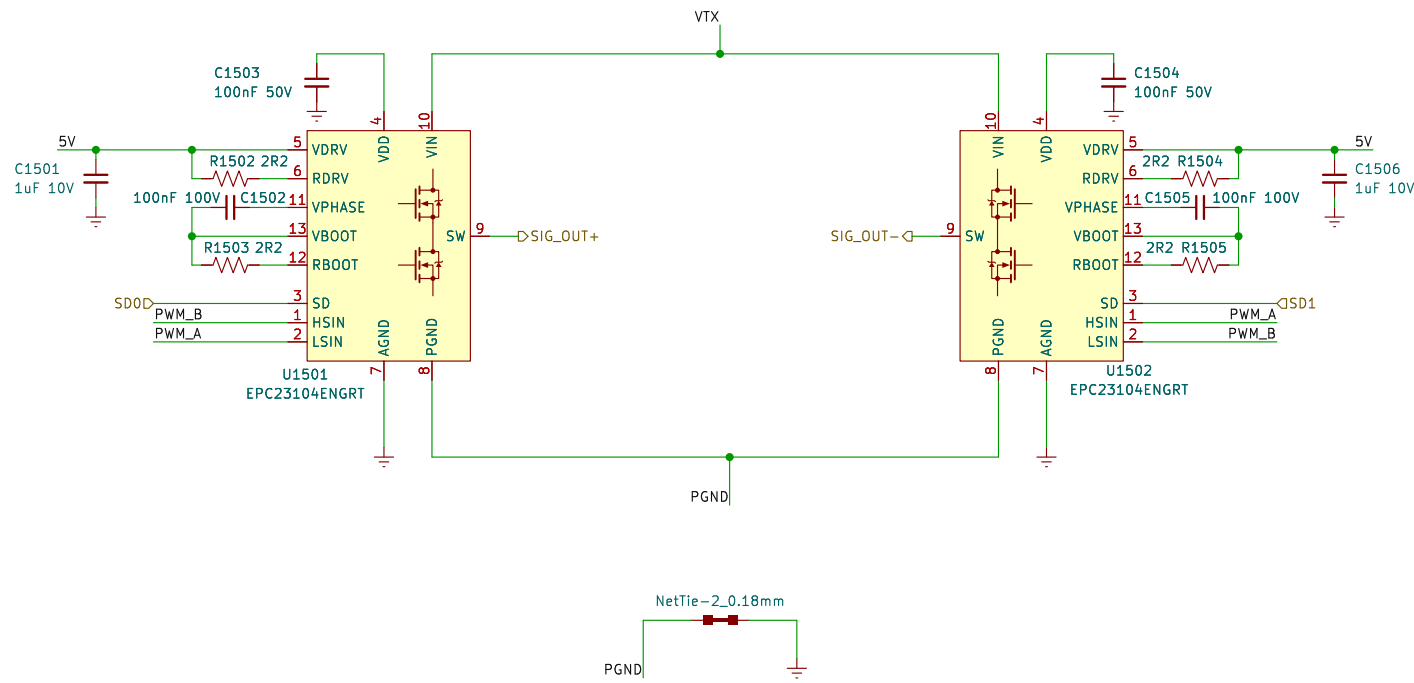 VTX
C1503
100nF 50V
C1504
100nF 50V
4
10
10
4
5V
5
VDRV
VDD
VIN
VIN
VDD
VDRV
5
5V
C1501
1uF 10V
R1502 2R2
6
RDRV
RDRV
6
2R2 R1504
C1506
1uF 10V
100nF 100V
C1502
11
VPHASE
VPHASE
11
C1505
100nF 100V
13
VBOOT
SW
9
SIG_OUT+
SIG_OUT-
9
SW
VBOOT
13
R1503 2R2
12
RBOOT
RBOOT
12
2R2 R1505
SD0
3
SD
SD
3
SD1
PWM_B
1
HSIN
HSIN
1
PWM_A
PWM_A
2
LSIN
LSIN
2
PWM_B
AGND
PGND
PGND
AGND
7
8
8
7
U1501
EPC23104ENGRT
U1502
EPC23104ENGRT
PGND
NetTie-2_0.18mm
PGND